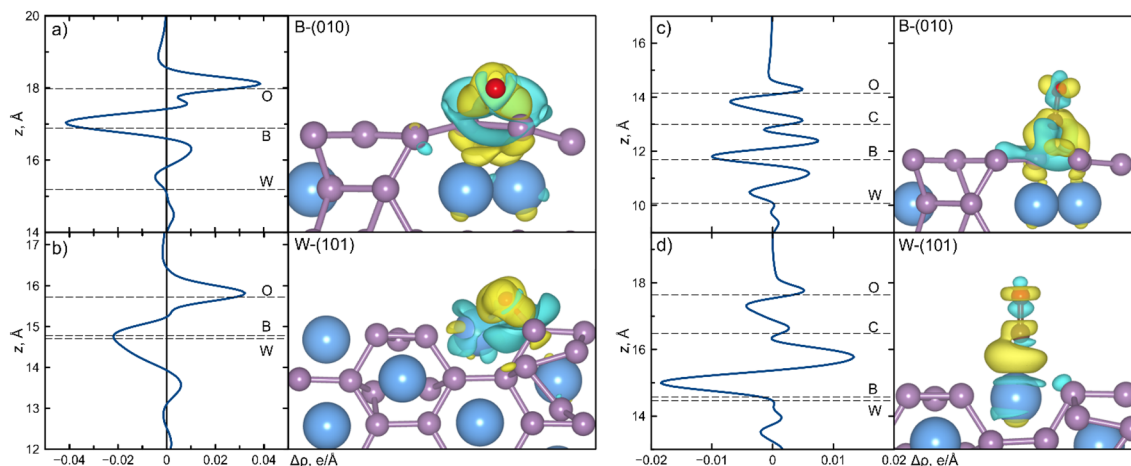 a)
B-(010)
z, Å
20
18
16
14
O
B
W
b)
W-(101)
z, Å
17
16
15
14
13
12
O
B
W
−0.04 −0.02 0 0.02 0.04 Δρ, e/Å
c)
B-(010)
z, Å
16
14
12
10
O
C
B
W
d)
W-(101)
z, Å
18
16
14
O
C
B
W
−0.02 −0.01 0 0.01 0.02 Δρ, e/Å